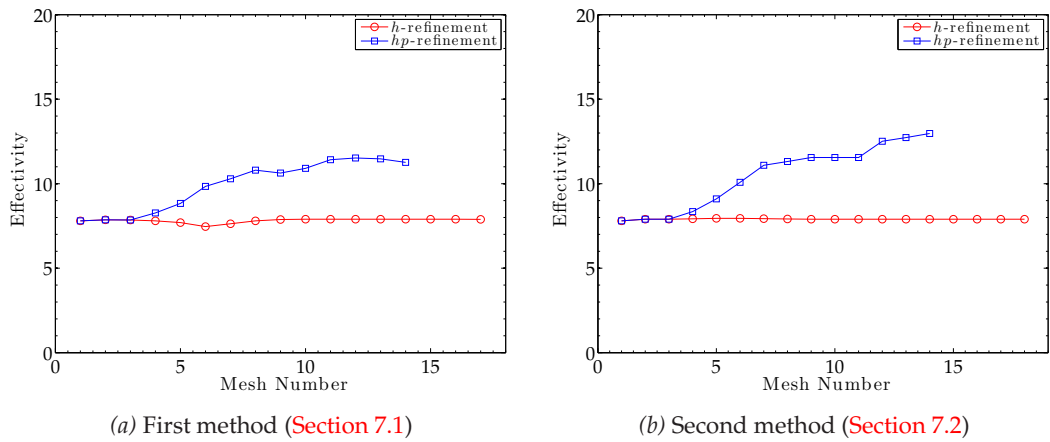 20
15
10
5
0
0
5
10
15
Effectivity
Mesh Number
h-refinement
hp-refinement
(a) First method (Section 7.1)
20
15
10
5
0
0
5
10
15
Effectivity
Mesh Number
h-refinement
hp-refinement
(b) Second method (Section 7.2)